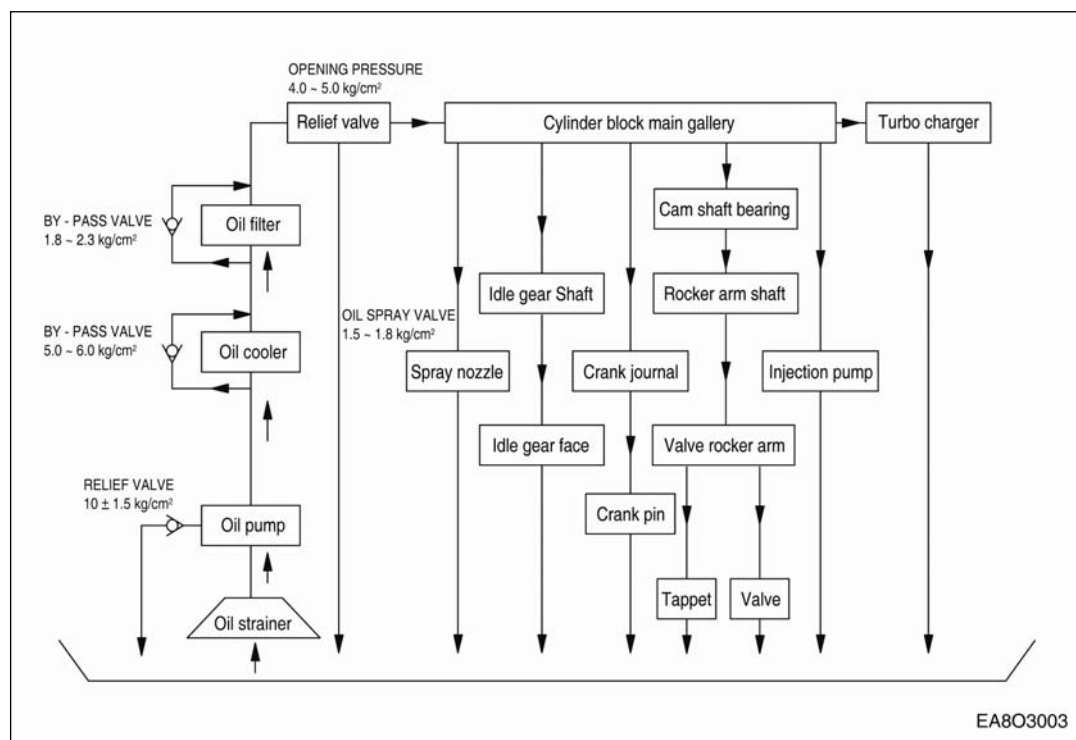 OPENING PRESSURE
4.0 ~ 5.0 kg/cm²
Relief valve
Cylinder block main gallery
Turbo charger
BY - PASS VALVE
1.8 ~ 2.3 kg/cm²
Oil filter
Cam shaft bearing
Idle gear Shaft
Rocker arm shaft
OIL SPRAY VALVE
1.5 ~ 1.8 kg/cm²
BY - PASS VALVE
5.0 ~ 6.0 kg/cm²
Oil cooler
Spray nozzle
Crank journal
Injection pump
Idle gear face
Valve rocker arm
RELIEF VALVE
10 ± 1.5 kg/cm²
Oil pump
Crank pin
Tappet
Valve
Oil strainer
EA8O3003